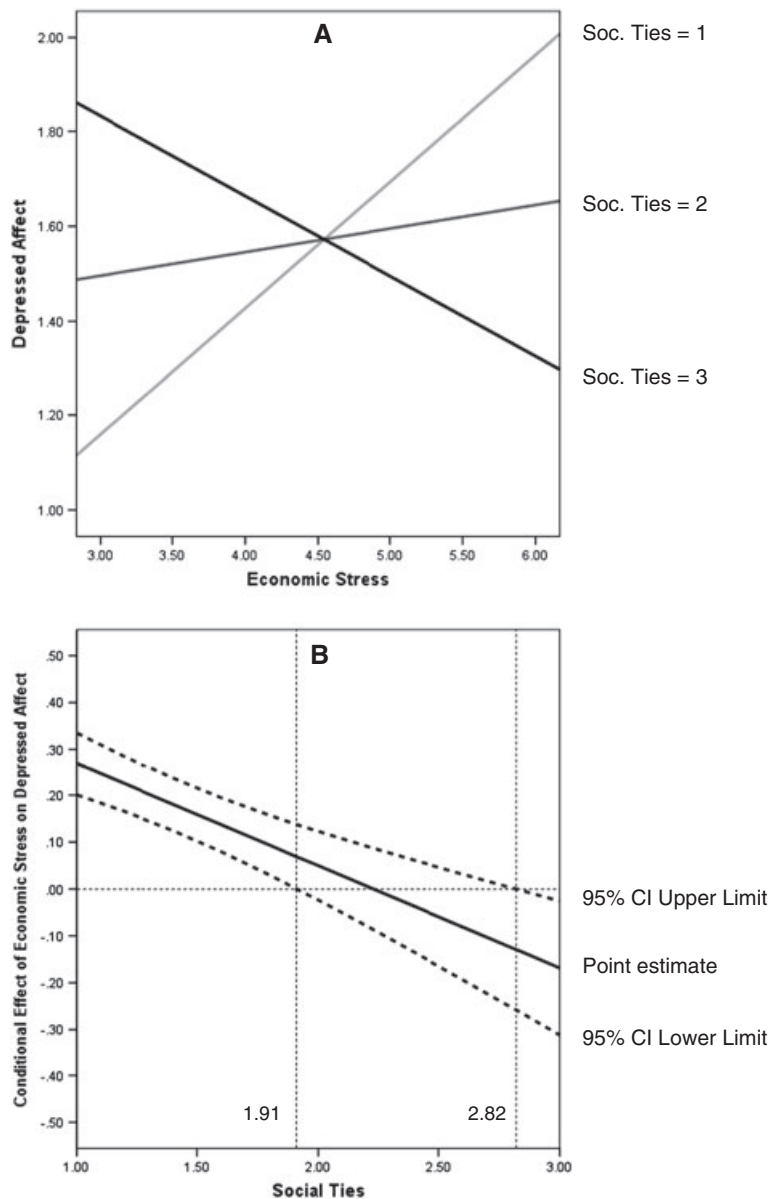 A
Soc. Ties = 1
Soc. Ties = 2
Soc. Ties = 3
Depressed Affect
2.00
1.80
1.60
1.40
1.20
1.00
3.00 3.50 4.00 4.50 5.00 5.50 6.00
Economic Stress
B
Conditional Effect of Economic Stress on Depressed Affect
.50
.40
.30
.20
.10
.00
-.10
-.20
-.30
-.40
-.50
95% CI Upper Limit
Point estimate
95% CI Lower Limit
1.91 2.82
1.00 1.50 2.00 2.50 3.00
Social Ties